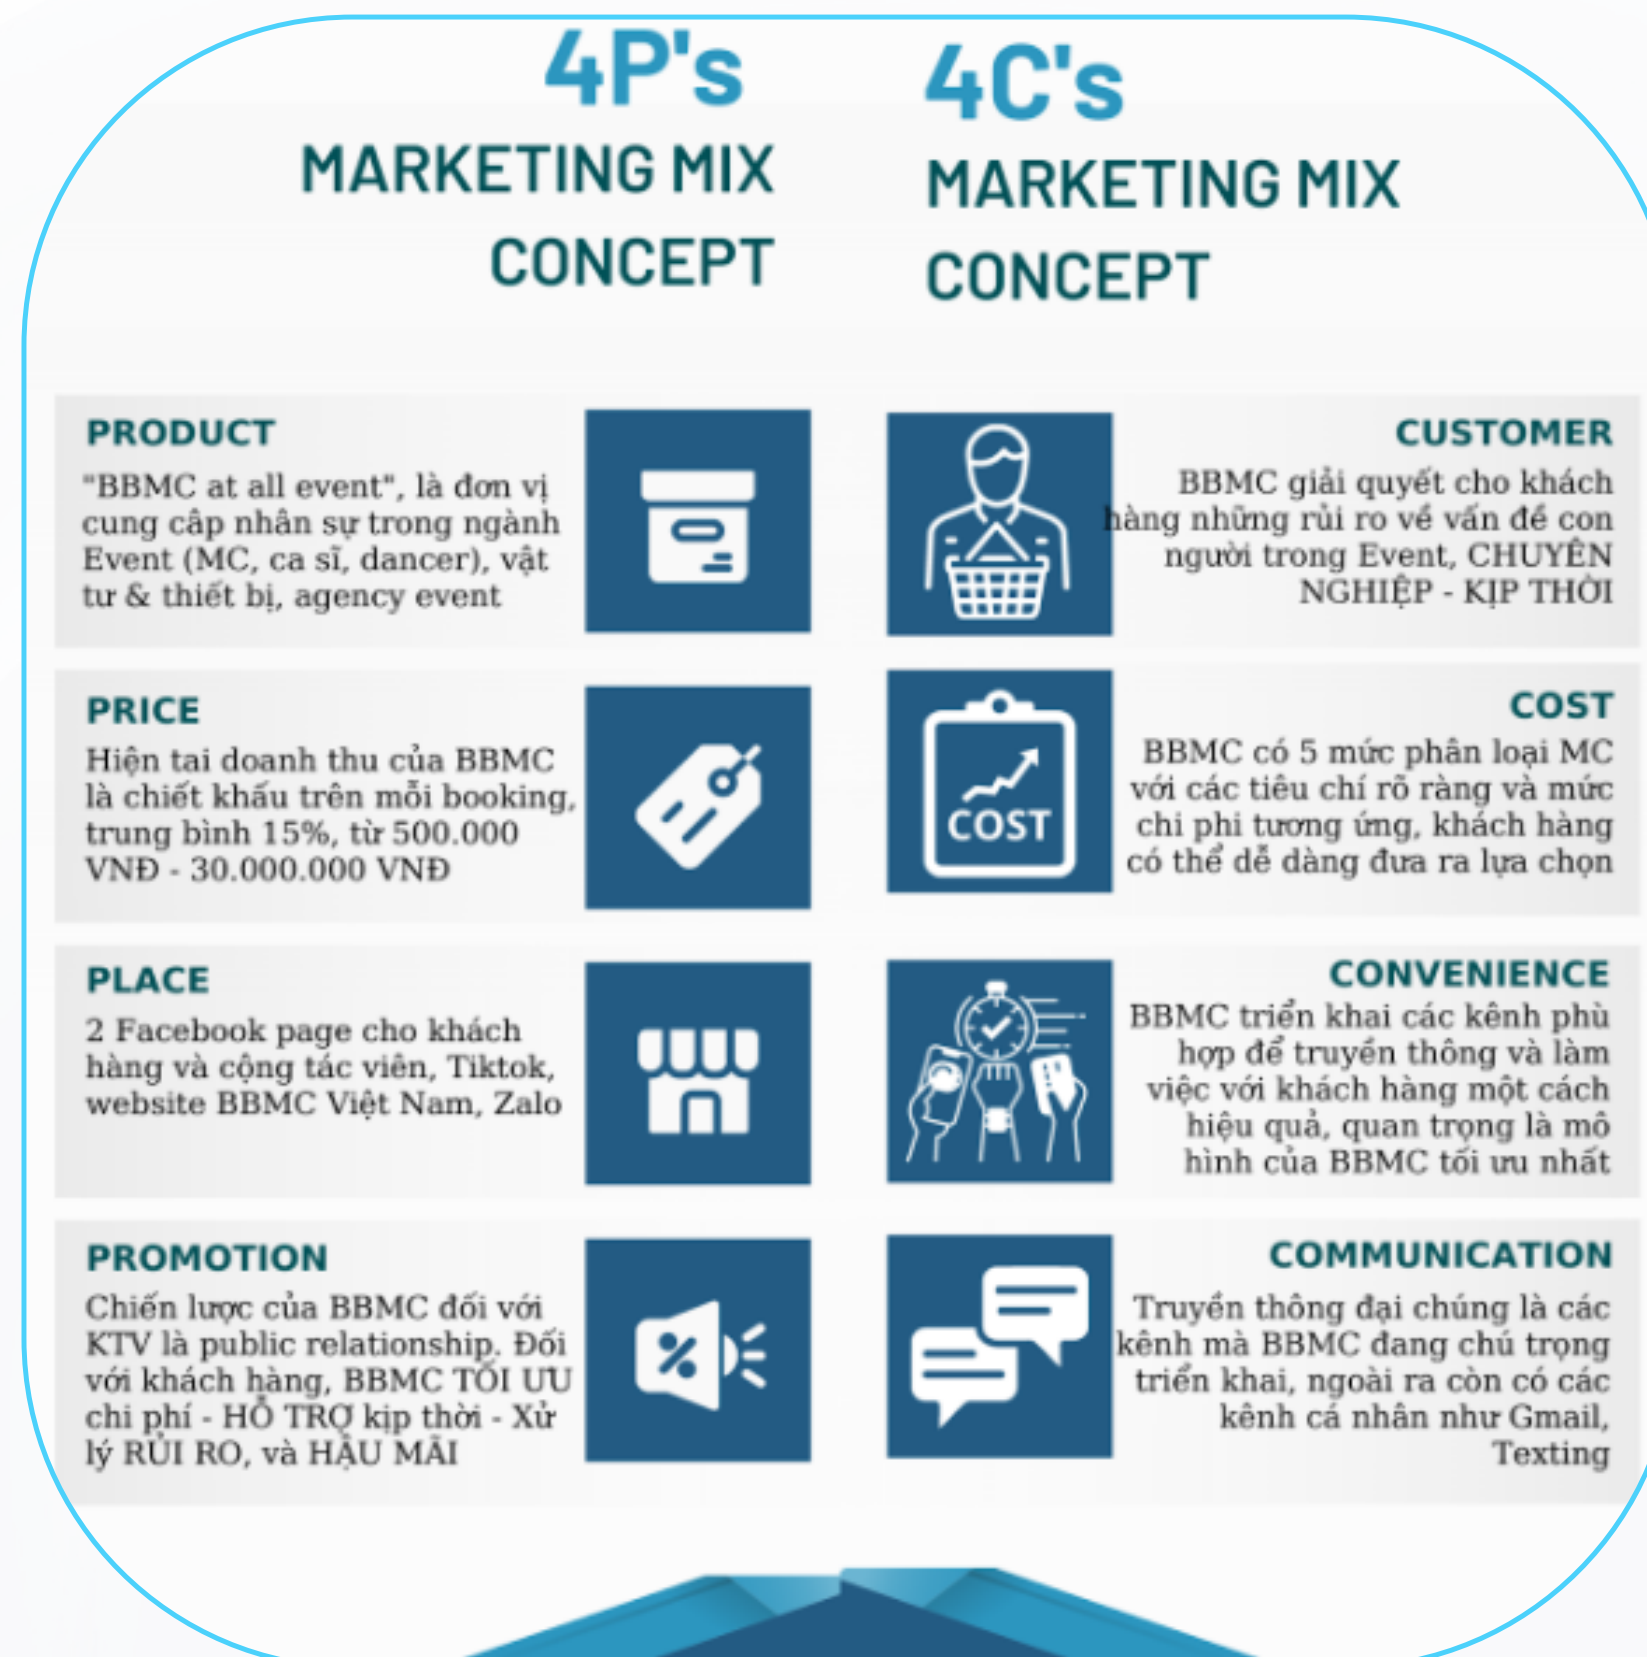 4P's
MARKETING MIX
CONCEPT
4C's
MARKETING MIX
CONCEPT
PRODUCT
"BBMC at all event", là đơn vị
cung câp nhân sự trong ngành
Event (MC, ca sĩ, dancer), vật
tư & thiết bị, agency event
CUSTOMER
BBMC giải quyết cho khách
hàng những rủi ro về vấn đề con
người trong Event, CHUYÊN
NGHIỆP - KỊP THỜI
PRICE
Hiện tai doanh thu của BBMC
là chiết khấu trên mỗi booking,
trung bình 15%, từ 500.000
VNĐ - 30.000.000 VNĐ
COST
COST
BBMC có 5 mức phân loại MC
với các tiêu chí rõ ràng và mức
chi phi tương ứng, khách hàng
có thể dễ dàng đưa ra lựa chọn
PLACE
2 Facebook page cho khách
hàng và cộng tác viên, Tiktok,
website BBMC Việt Nam, Zalo
CONVENIENCE
BBMC triển khai các kênh phù
hợp để truyền thông và làm
việc với khách hàng một cách
hiệu quả, quan trọng là mô
hình của BBMC tối ưu nhất
PROMOTION
Chiến lược của BBMC đối với
KTV là public relationship. Đối
với khách hàng, BBMC TỐI ƯU
chi phí - HỖ TRỢ kịp thời - Xử
lý RỦI RO, và HẬU MÃI
%
COMMUNICATION
Truyền thông đại chúng là các
kênh mà BBMC đang chú trọng
triển khai, ngoài ra còn có các
kênh cá nhân như Gmail,
Texting